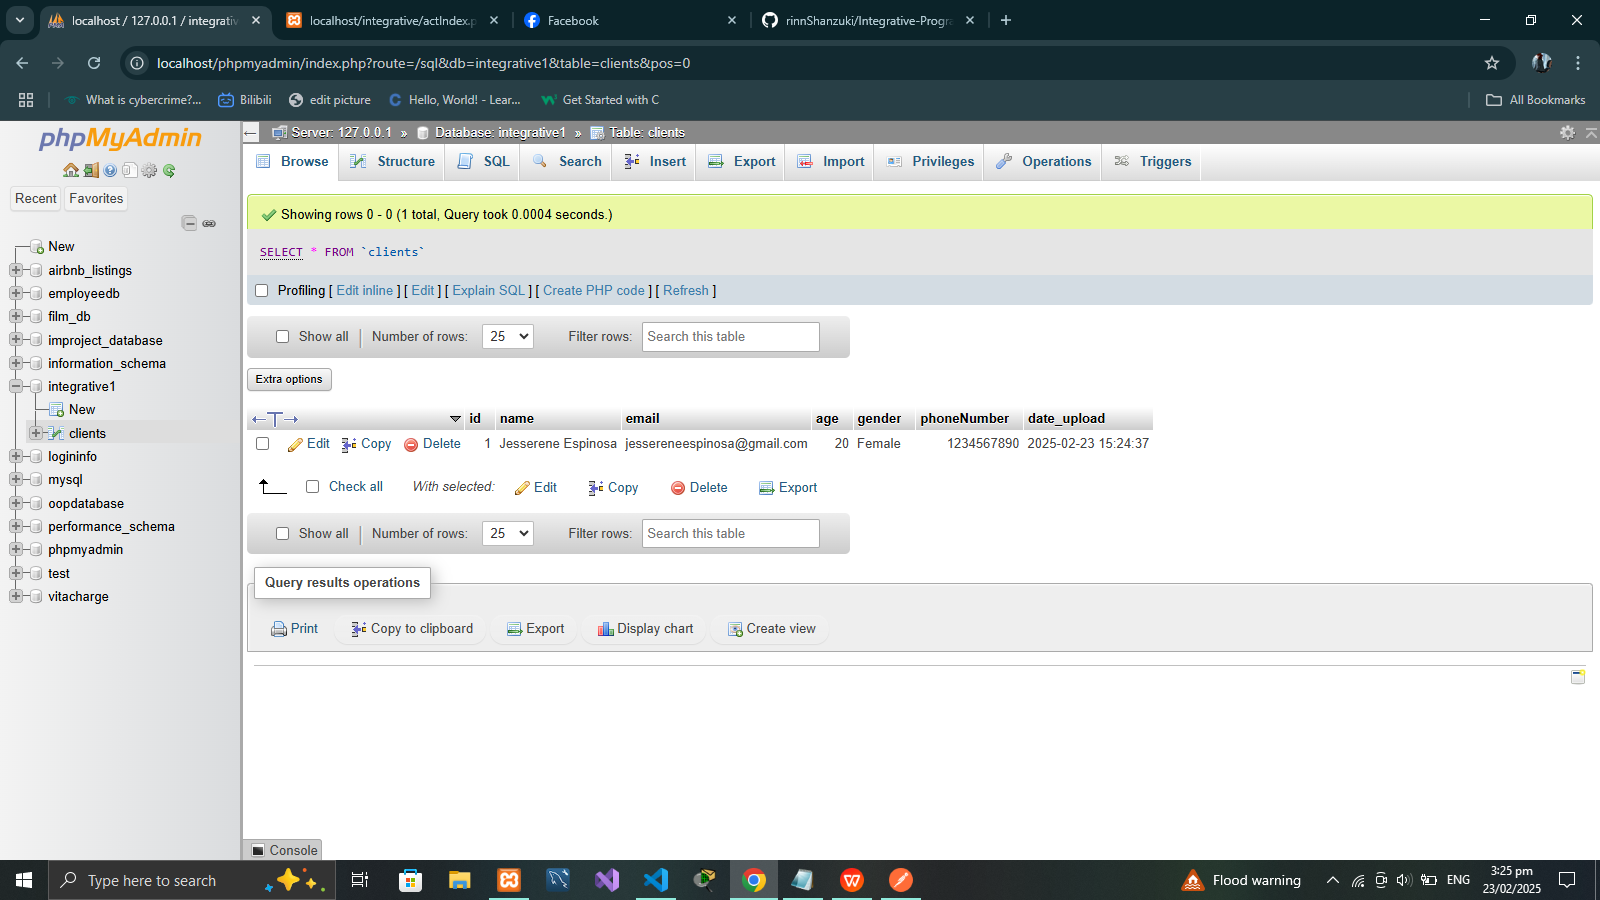 localhost / 127.0.0.1 / integrativ
localhost/integrative/actIndex.p
Facebook
rinnShanzuki/Integrative-Progra
localhost/phpmyadmin/index.php?route=/sql&db=integrative1&table=clients&pos=0
What is cybercrime?...
Bilibili
edit picture
Hello, World! - Lear...
Get Started with C
All Bookmarks
phpMyAdmin
Recent
Favorites
New
airbnb_listings
employeedb
film_db
improject_database
information_schema
integrative1
New
clients
logininfo
mysql
oopdatabase
performance_schema
phpmyadmin
test
vitacharge
Server: 127.0.0.1 » Database: integrative1 » Table: clients
Browse Structure SQL Search Insert Export Import Privileges Operations Triggers
Showing rows 0 - 0 (1 total, Query took 0.0004 seconds.)
SELECT * FROM `clients`
Profiling [ Edit inline ] [ Edit ] [ Explain SQL ] [ Create PHP code ] [ Refresh ]
Show all Number of rows: 25 Filter rows: Search this table
Extra options
id name email age gender phoneNumber date_upload
Edit Copy Delete 1 Jesserene Espinosa jessereneespinosa@gmail.com 20 Female 1234567890 2025-02-23 15:24:37
Check all With selected: Edit Copy Delete Export
Show all Number of rows: 25 Filter rows: Search this table
Query results operations
Print Copy to clipboard Export Display chart Create view
Console
Type here to search
Flood warning
ENG
3:25 pm
23/02/2025